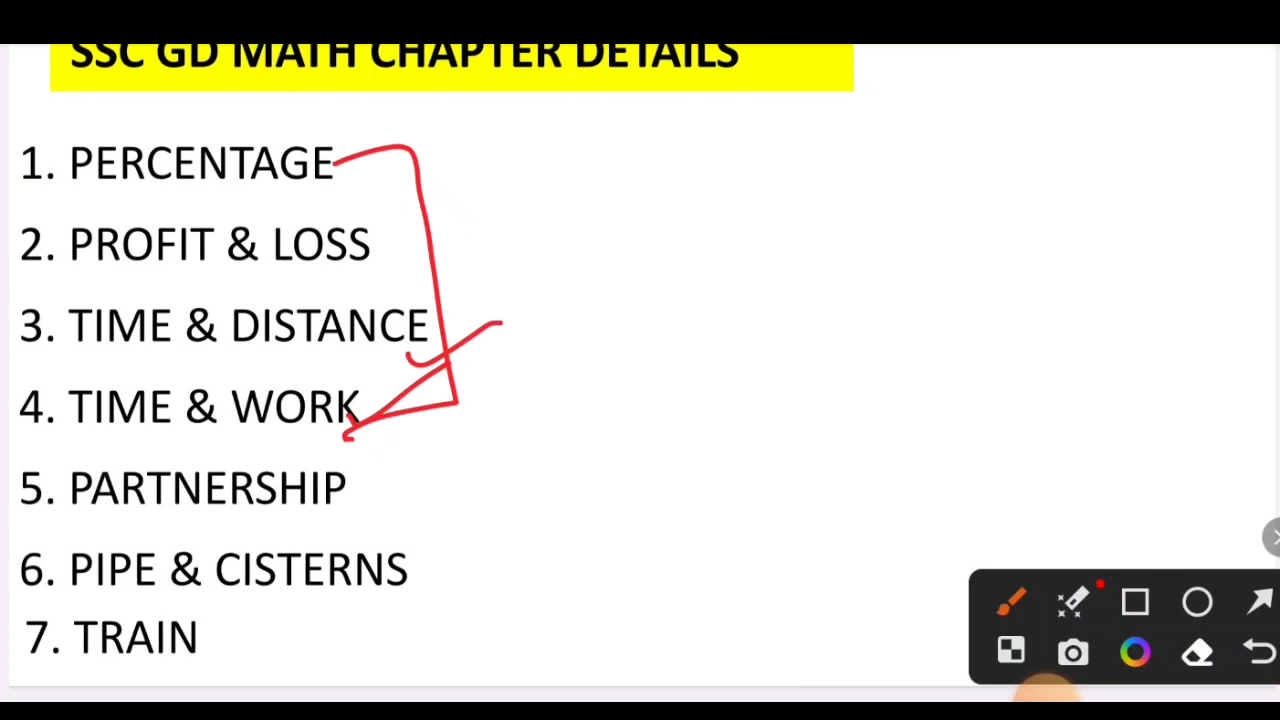 SSC GD MATH CHAPTER DETAILS
1. PERCENTAGE
2. PROFIT & LOSS
3. TIME & DISTANCE
4. TIME & WORK
5. PARTNERSHIP
6. PIPE & CISTERNS
7. TRAIN